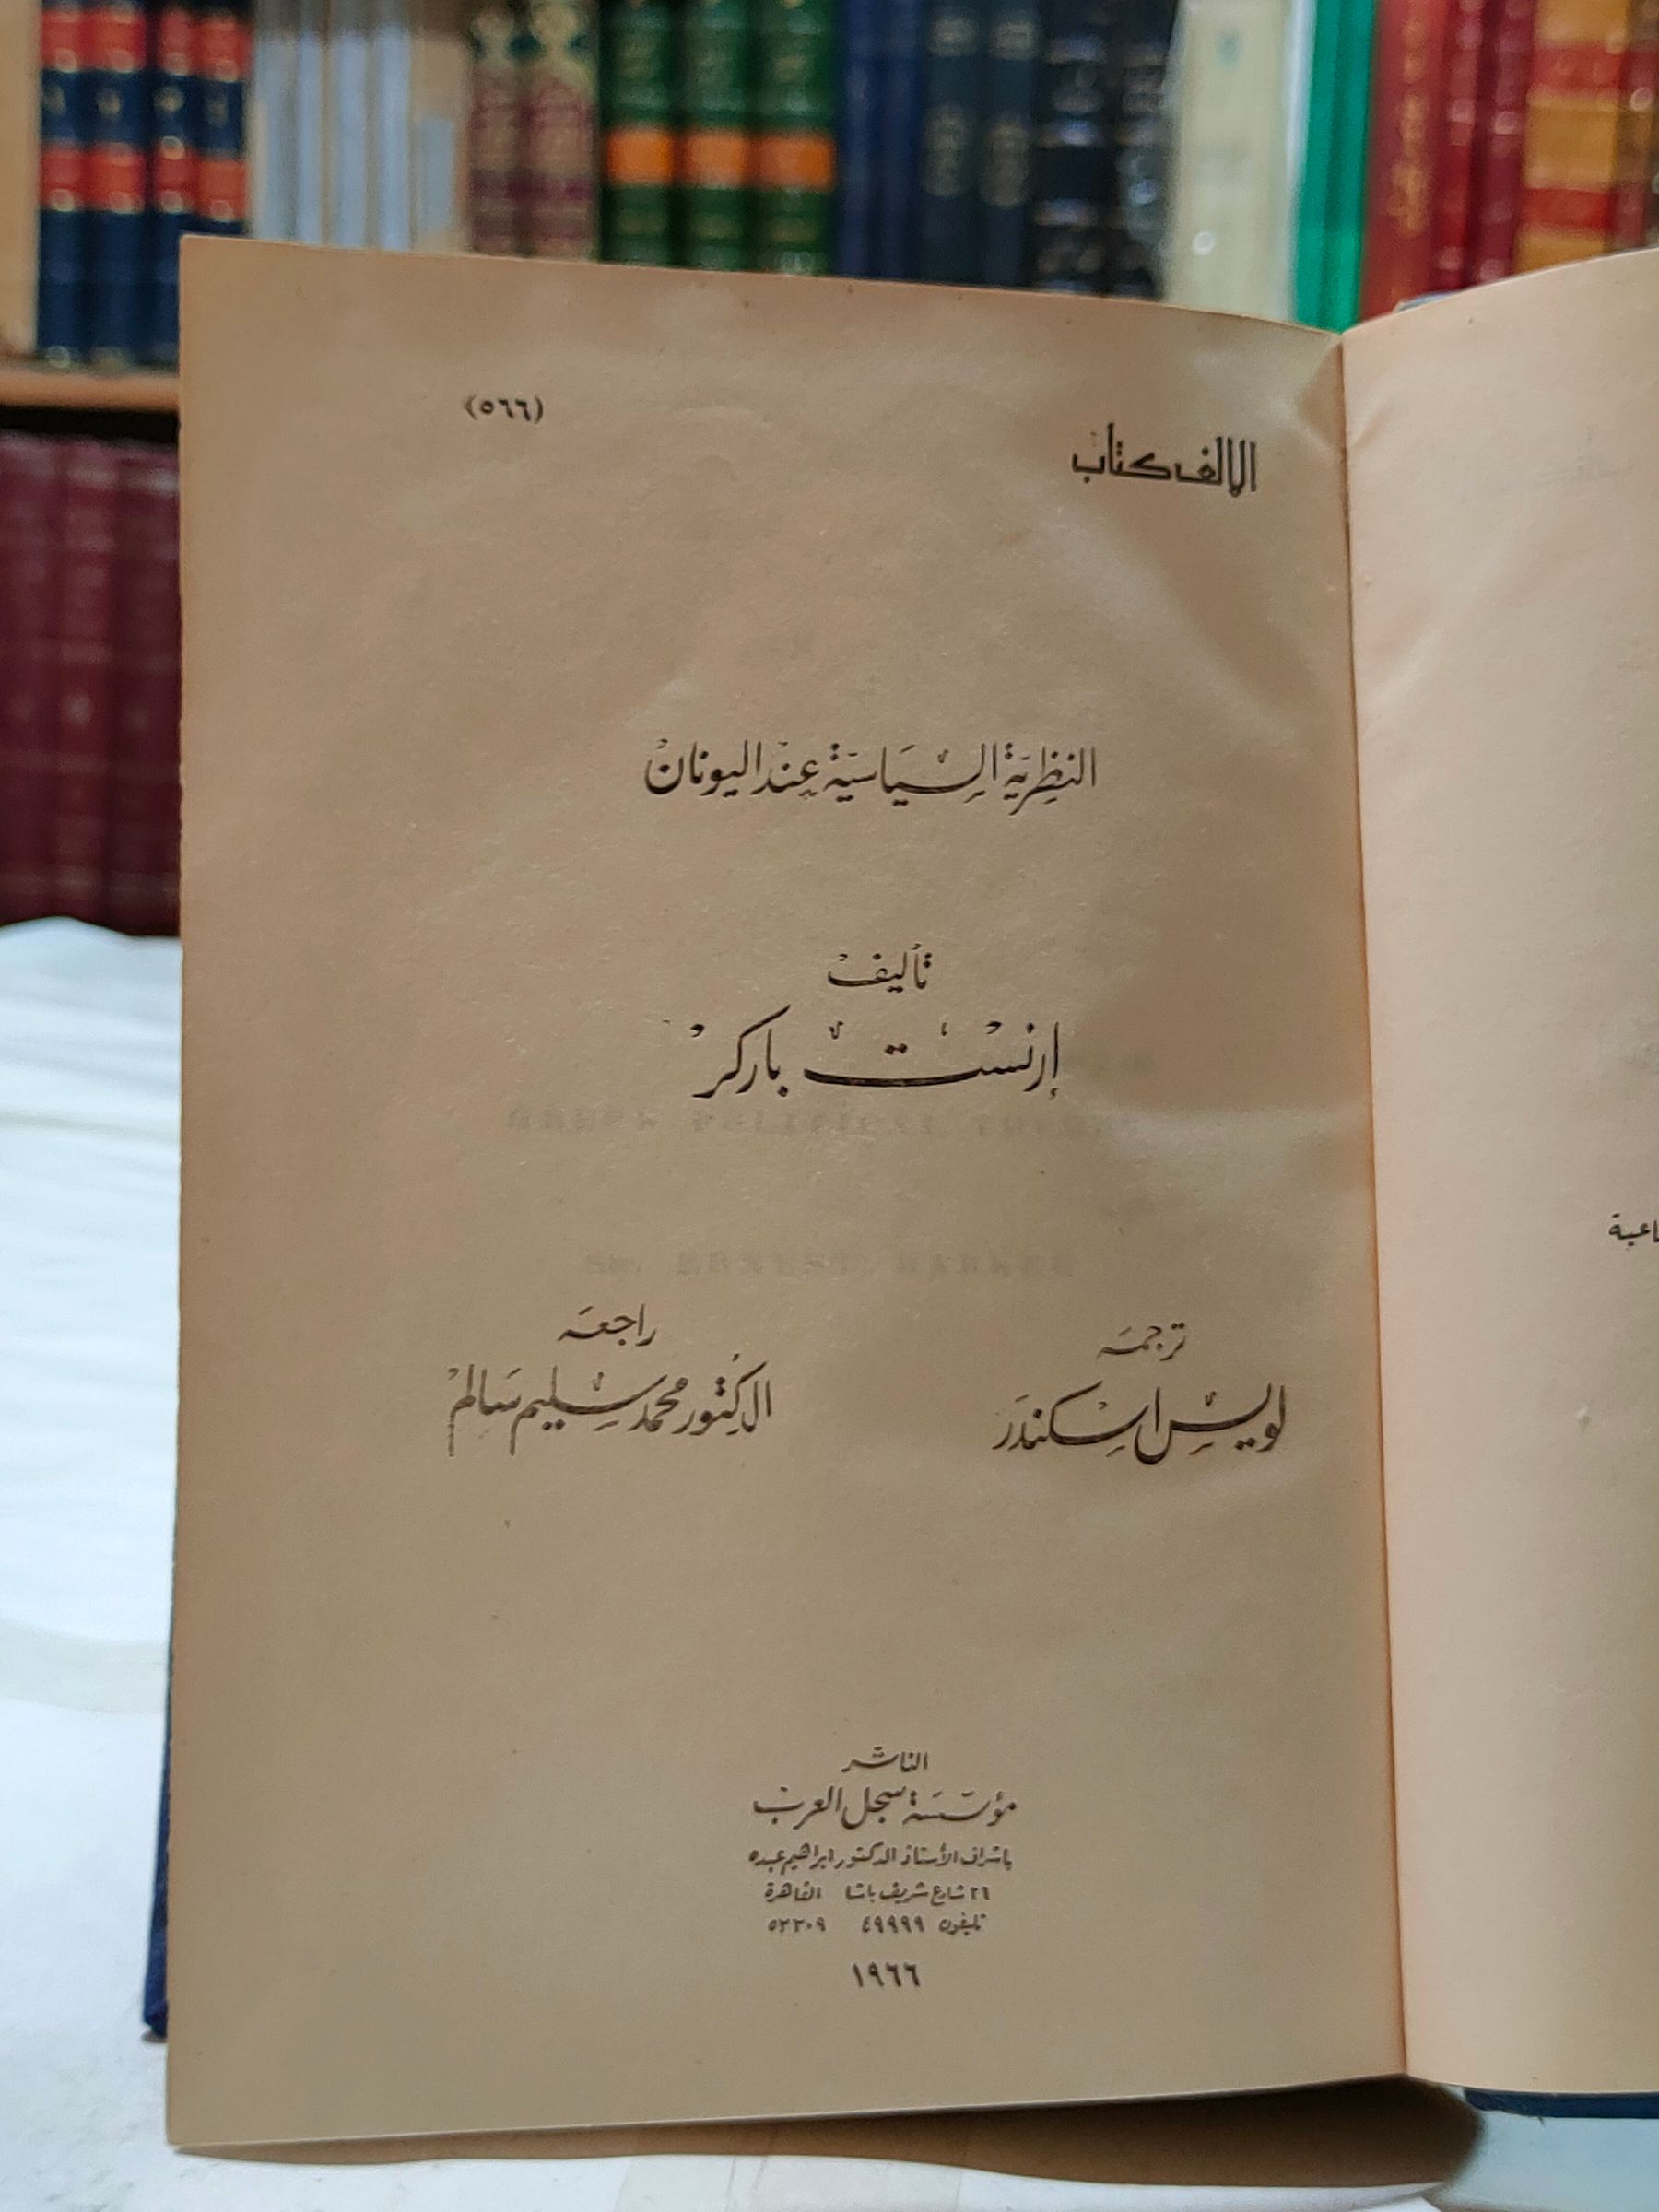 (٥٦٦)
الألف كتاب
النظرية السياسية عند اليونان
تأليف
إرنست باركر
ترجمة
لويس اسكندر
راجعه
الدكتور محمد سليم سالم
الناشر
مؤسسة سجل العرب
باشراف الأستاذ الدكتور ابراهيم عبده
٢٦ شارع شريف باشا القاهرة
تليفون ٤٩٩٩٩ ٥٢٣٠٩
١٩٦٦